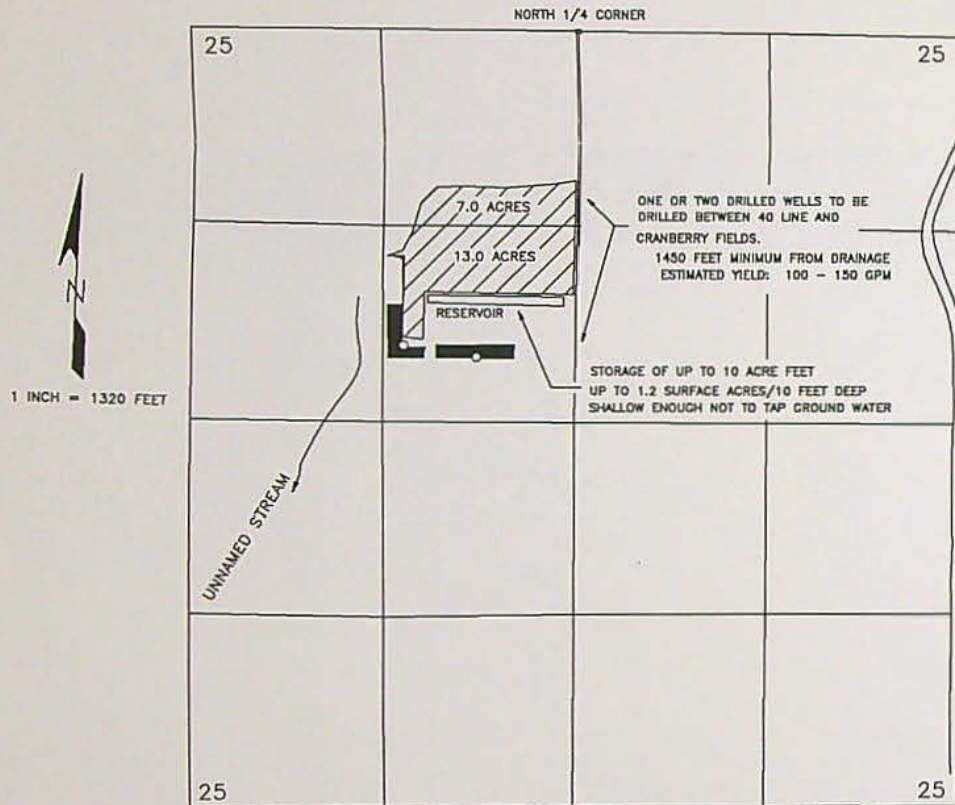 NORTH 1/4 CORNER
25
25
7.0 ACRES
13.0 ACRES
ONE OR TWO DRILLED WELLS TO BE
DRILLED BETWEEN 40 LINE AND
CRANBERRY FIELDS.
1450 FEET MINIMUM FROM DRAINAGE
ESTIMATED YIELD: 100 - 150 GPM
N
RESERVOIR
1 INCH = 1320 FEET
STORAGE OF UP TO 10 ACRE FEET
UP TO 1.2 SURFACE ACRES/10 FEET DEEP
SHALLOW ENOUGH NOT TO TAP GROUND WATER
UNNAMED STREAM
25
25